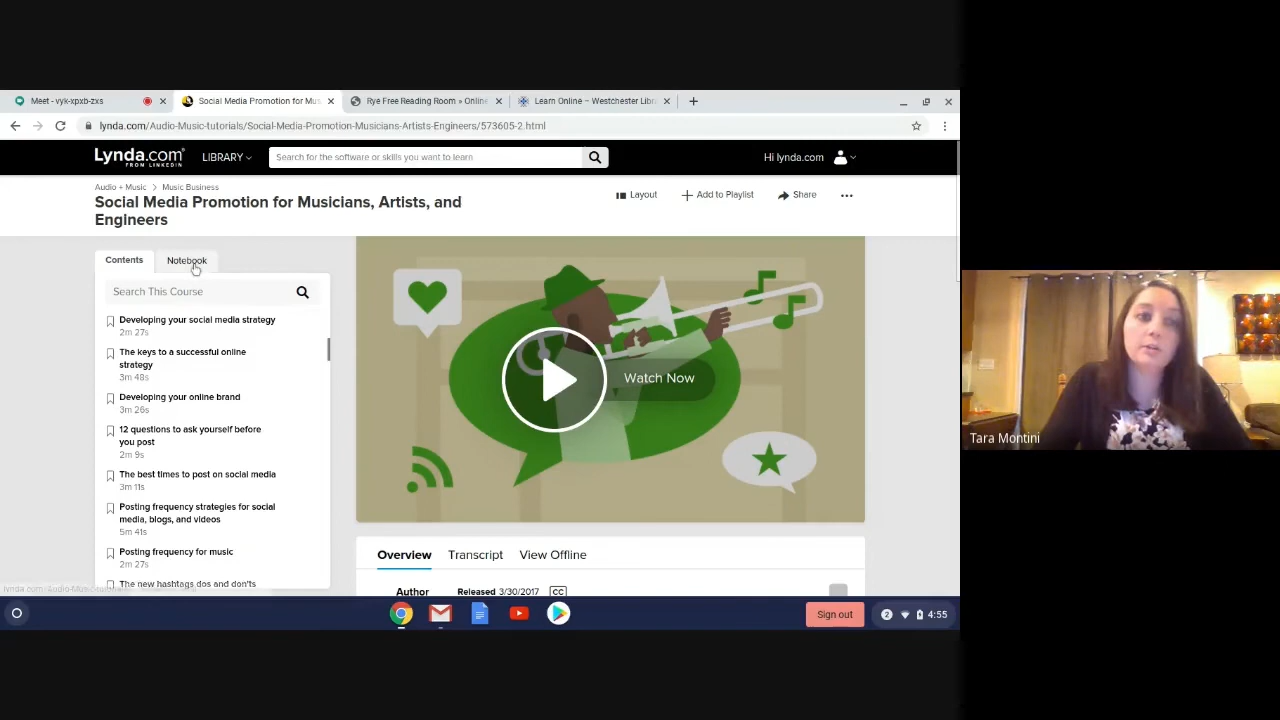 Meet - vyk-xpxb-zxs
Social Media Promotion for Mus
Rye Free Reading Room » Online
Learn Online – Westchester Libr
lynda.com/Audio-Music-tutorials/Social-Media-Promotion-Musicians-Artists-Engineers/573605-2.html
Lynda.com
FROM LINKEDIN
LIBRARY
Search for the software or skills you want to learn
Hi lynda.com
Audio + Music > Music Business
Social Media Promotion for Musicians, Artists, and
Engineers
Layout
Add to Playlist
Share
Contents
Notebook
Search This Course
Developing your social media strategy
2m 27s
The keys to a successful online
strategy
3m 48s
Developing your online brand
3m 26s
12 questions to ask yourself before
you post
2m 9s
The best times to post on social media
3m 11s
Posting frequency strategies for social
media, blogs, and videos
5m 41s
Posting frequency for music
2m 27s
The new hashtags dos and don'ts
Watch Now
Overview
Transcript
View Offline
Author
Released 3/30/2017 CC
Sign out
2
4:55
Tara Montini